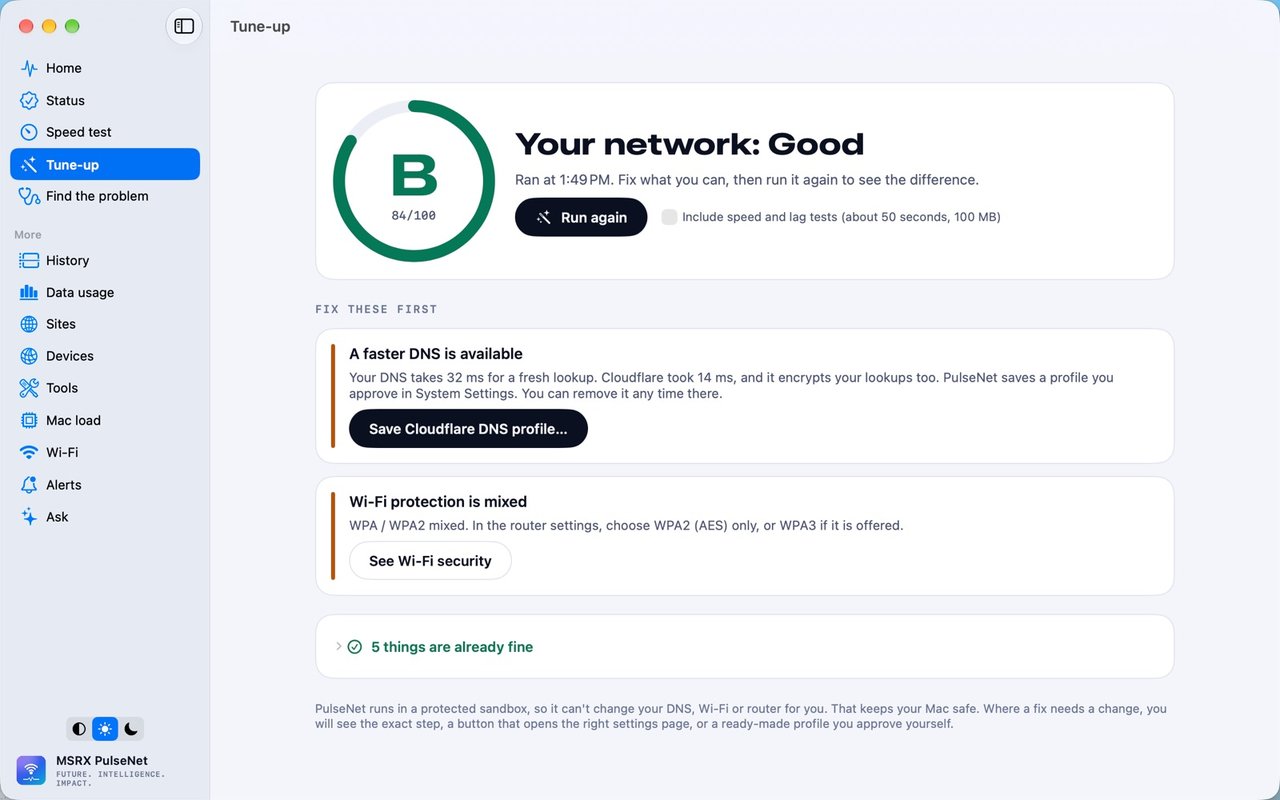 Tune-up
Home
Status
Speed test
Tune-up
Find the problem
More
History
Data usage
Sites
Devices
Tools
Mac load
Wi-Fi
Alerts
Ask
MSRX PulseNet
FUTURE. INTELLIGENCE.
IMPACT.
B
84/100
Your network: Good
Ran at 1:49 PM. Fix what you can, then run it again to see the difference.
Run again
Include speed and lag tests (about 50 seconds, 100 MB)
FIX THESE FIRST
A faster DNS is available
Your DNS takes 32 ms for a fresh lookup. Cloudflare took 14 ms, and it encrypts your lookups too. PulseNet saves a profile you
approve in System Settings. You can remove it any time there.
Save Cloudflare DNS profile...
Wi-Fi protection is mixed
WPA / WPA2 mixed. In the router settings, choose WPA2 (AES) only, or WPA3 if it is offered.
See Wi-Fi security
5 things are already fine
PulseNet runs in a protected sandbox, so it can't change your DNS, Wi-Fi or router for you. That keeps your Mac safe. Where a fix needs a change, you
will see the exact step, a button that opens the right settings page, or a ready-made profile you approve yourself.